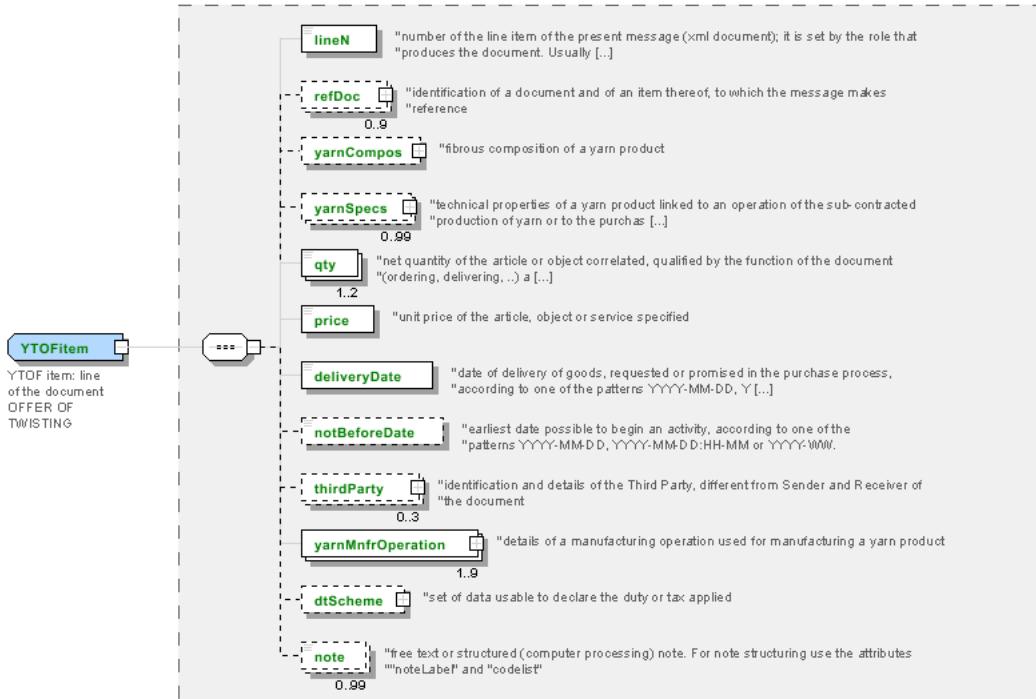 lineN
"number of the line item of the present message (xml document); it is set by the role that
"produces the document. Usually [...]
refDoc
"identification of a document and of an item thereof, to which the message makes
"reference
0..9
yarnCompos
"fibrous composition of a yarn product
yarnSpecs
"technical properties of a yarn product linked to an operation of the sub-contracted
"production of yarn or to the purchas [...]
0..99
qty
"net quantity of the article or object correlated, qualified by the function of the document
"(ordering, delivering, ..) a [...]
1..2
price
"unit price of the article, object or service specified
YTOFitem
YTOF item: line
of the document
OFFER OF
TWISTING
deliveryDate
"date of delivery of goods, requested or promised in the purchase process,
"according to one of the patterns YYYY-MM-DD, Y [...]
notBeforeDate
"earliest date possible to begin an activity, according to one of the
"patterns YYYY-MM-DD, YYYY-MM-DD:HH-MM or YYYY-WW.
thirdParty
"identification and details of the Third Party, different from Sender and Receiver of
"the document
0..3
yarnMnfrOperation
"details of a manufacturing operation used for manufacturing a yarn product
1..9
dtScheme
"set of data usable to declare the duty or tax applied
note
"free text or structured (computer processing) note. For note structuring use the attributes
""noteLabel" and "codelist"
0..99